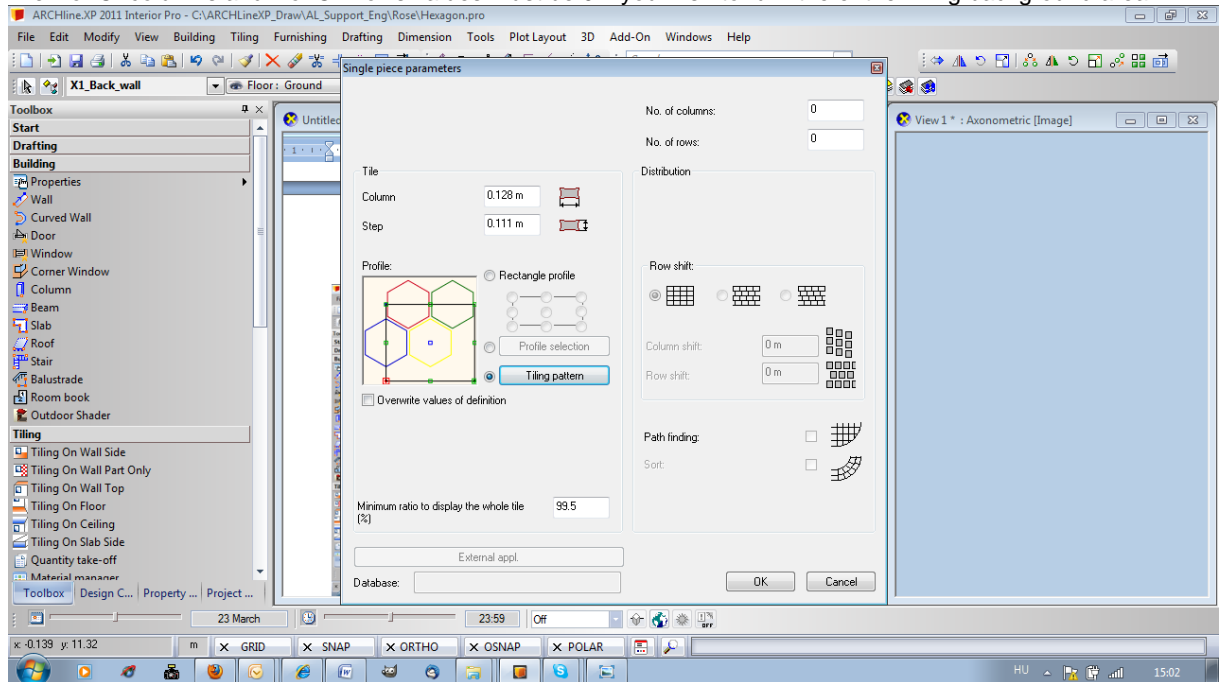 ARCHline.XP 2011 Interior Pro - C:\ARCHLineXP_Draw\AL_Support_Eng\Rose\Hexagon.pro
File Edit Modify View Building Tiling Furnishing Drafting Dimension Tools Plot Layout 3D Add-On Windows Help
X1_Back_wall
Floor: Ground
Toolbox
Start
Drafting
Building
Properties
Wall
Curved Wall
Door
Window
Corner Window
Column
Beam
Slab
Roof
Stair
Balustrade
Room book
Outdoor Shader
Tiling
Tiling On Wall Side
Tiling On Wall Part Only
Tiling On Wall Top
Tiling On Floor
Tiling On Ceiling
Tiling On Slab Side
Quantity take-off
Material manager
Toolbox Design C... Property ... Project ...
Single piece parameters
No. of columns: 0
No. of rows: 0
Tile
Column 0.128 m
Step 0.111 m
Profile:
Rectangle profile
Profile selection
Tiling pattern
Overwrite values of definition
Minimum ratio to display the whole tile (%) 99.5
External appl.
Database:
Distribution
Row shift:
Column shift: 0 m
Row shift: 0 m
Path finding:
Sort:
OK Cancel
View 1 * : Axonometric [Image]
23 March 23:59 Off
x: -0.139 y: 11.32 m GRID SNAP ORTHO OSNAP POLAR
HU 15:02